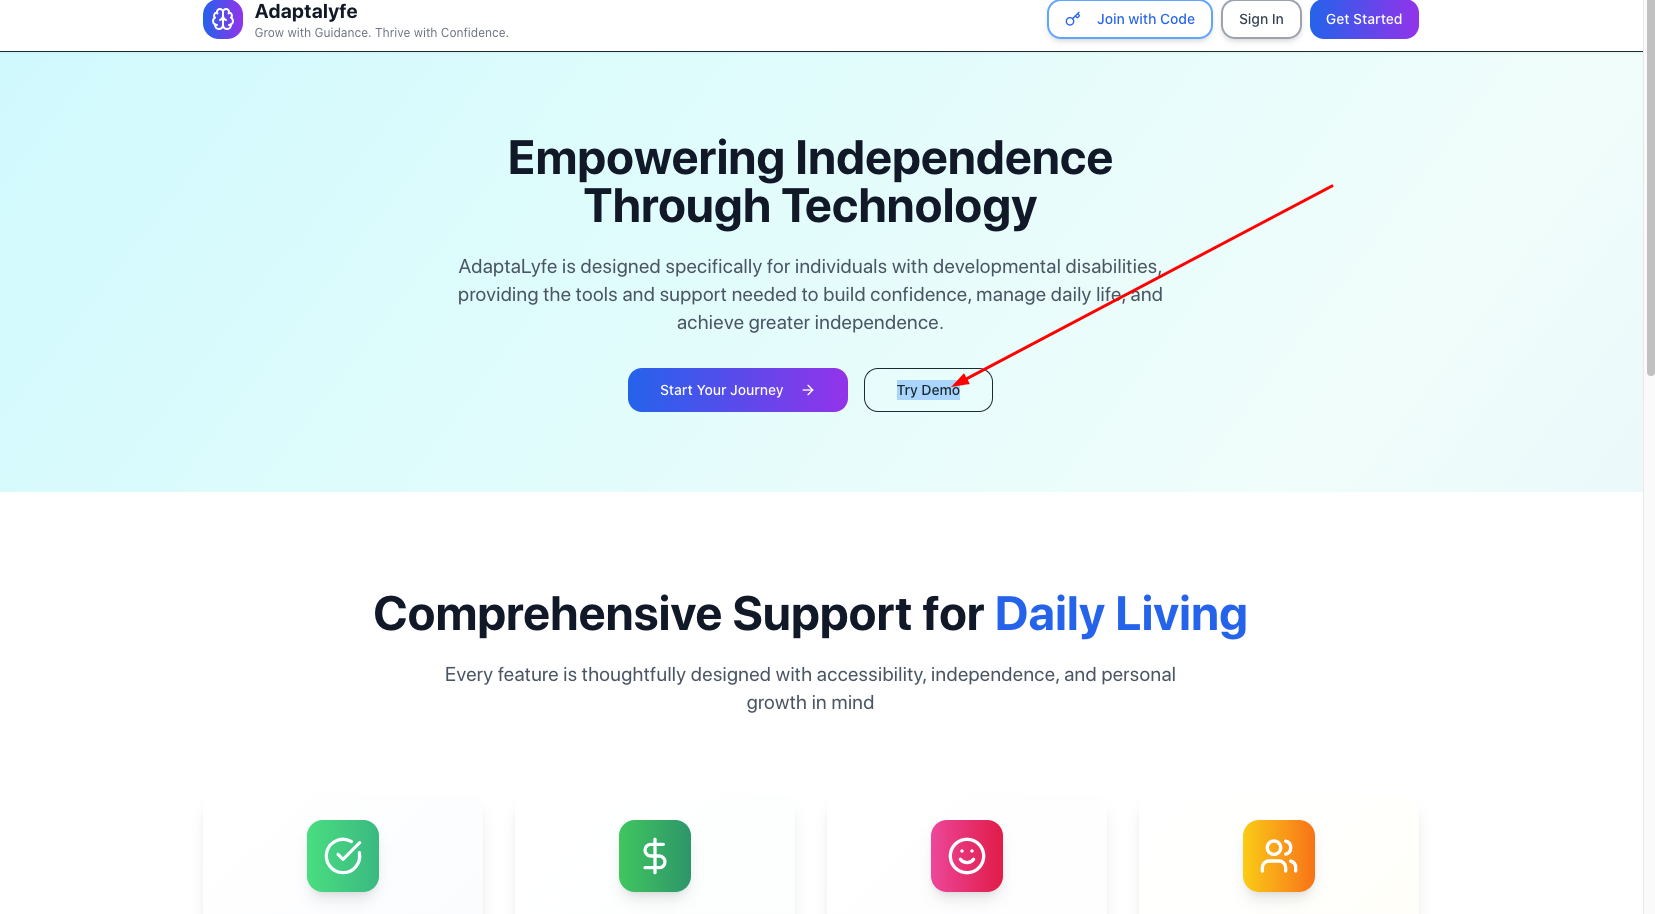 Adaptalyfe
Grow with Guidance. Thrive with Confidence.
Join with Code
Sign In
Get Started
Empowering Independence
Through Technology
AdaptaLyfe is designed specifically for individuals with developmental disabilities,
providing the tools and support needed to build confidence, manage daily life, and
achieve greater independence.
Start Your Journey
Try Demo
Comprehensive Support for Daily Living
Every feature is thoughtfully designed with accessibility, independence, and personal
growth in mind